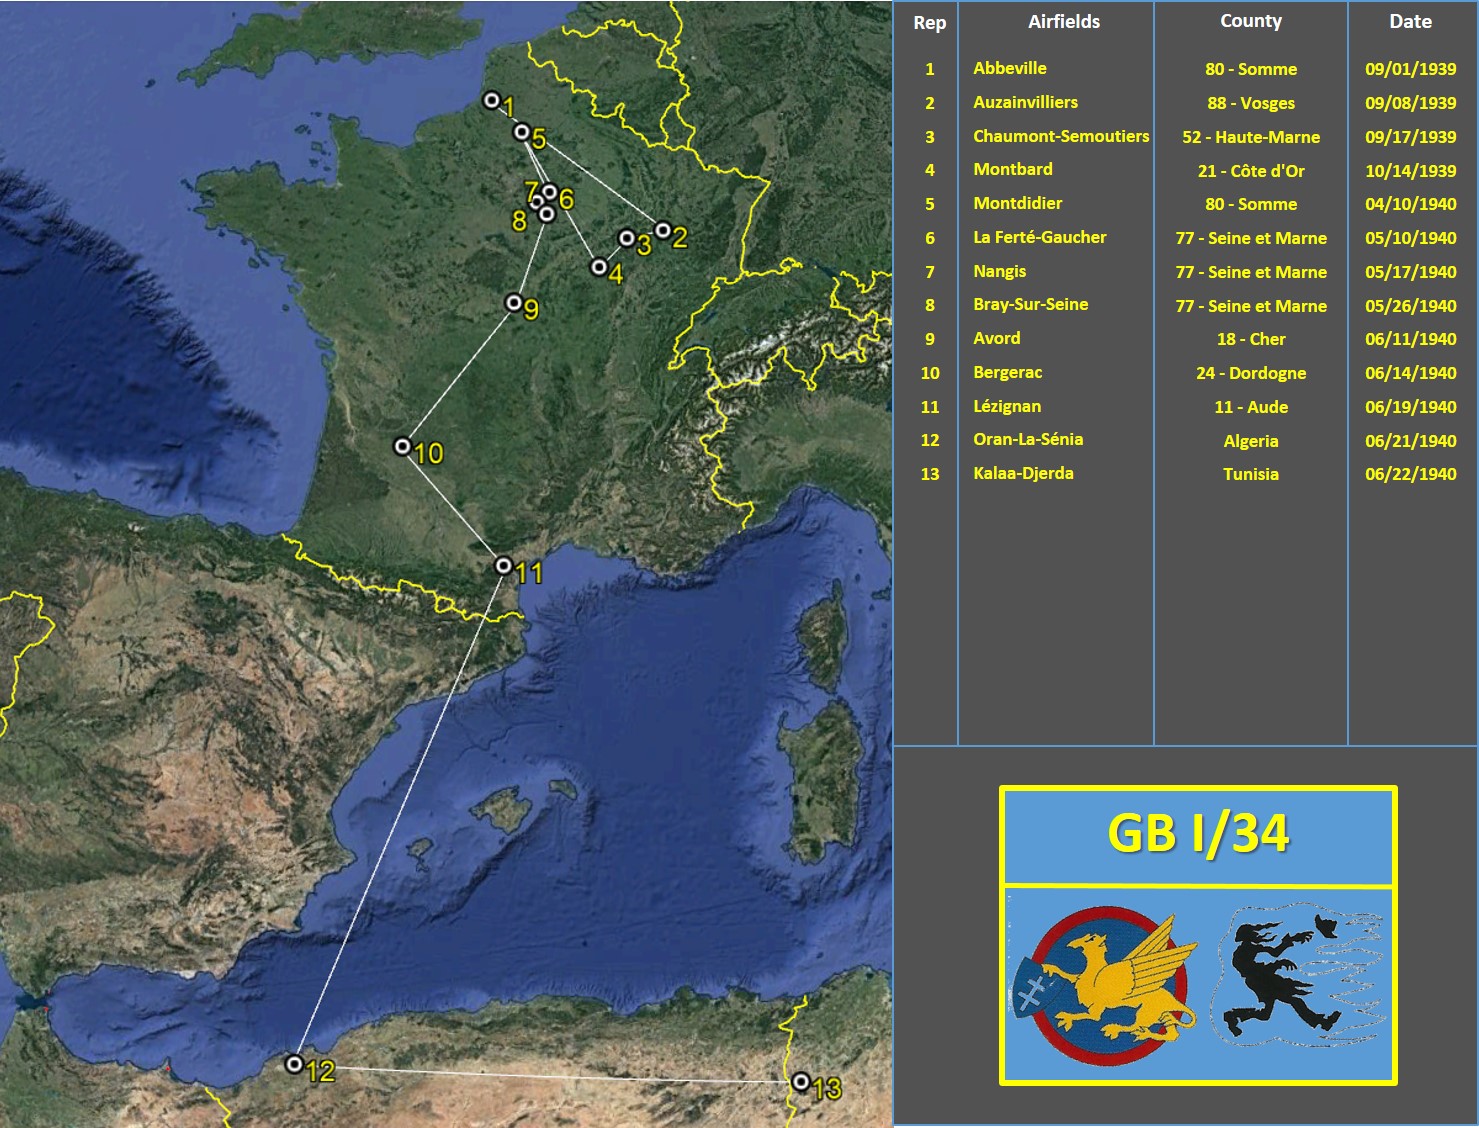 Rep Airfields County Date
1 Abbeville 80 - Somme 09/01/1939
2 Auzainvilliers 88 - Vosges 09/08/1939
3 Chaumont-Semoutiers 52 - Haute-Marne 09/17/1939
4 Montbard 21 - Côte d'Or 10/14/1939
5 Montdidier 80 - Somme 04/10/1940
6 La Ferté-Gaucher 77 - Seine et Marne 05/10/1940
7 Nangis 77 - Seine et Marne 05/17/1940
8 Bray-Sur-Seine 77 - Seine et Marne 05/26/1940
9 Avord 18 - Cher 06/11/1940
10 Bergerac 24 - Dordogne 06/14/1940
11 Lézignan 11 - Aude 06/19/1940
12 Oran-La-Sénia Algeria 06/21/1940
13 Kalaa-Djerda Tunisia 06/22/1940
1
5
7
6
8
2
3
4
9
10
11
12
13
GB I/34